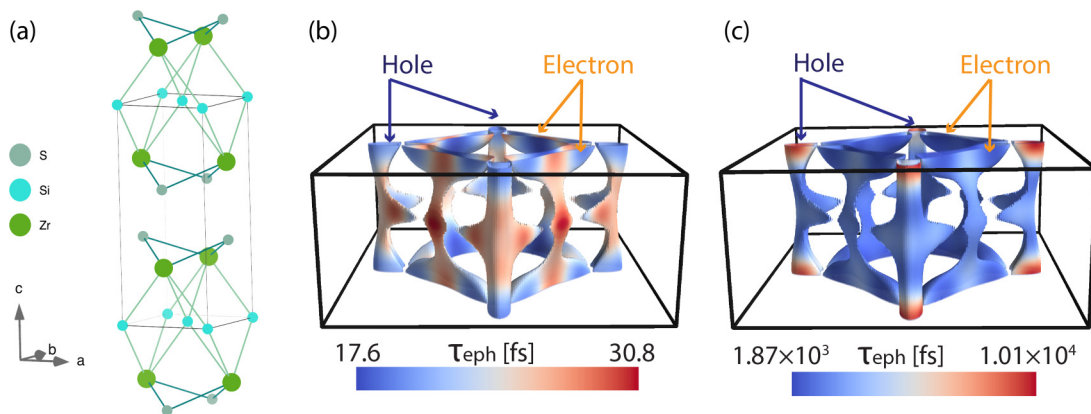 (a)
S
Si
Zr
c
b
a
(b)
Hole
Electron
17.6
τeph [fs]
30.8
(c)
Hole
Electron
1.87×10³
τeph [fs]
1.01×10⁴